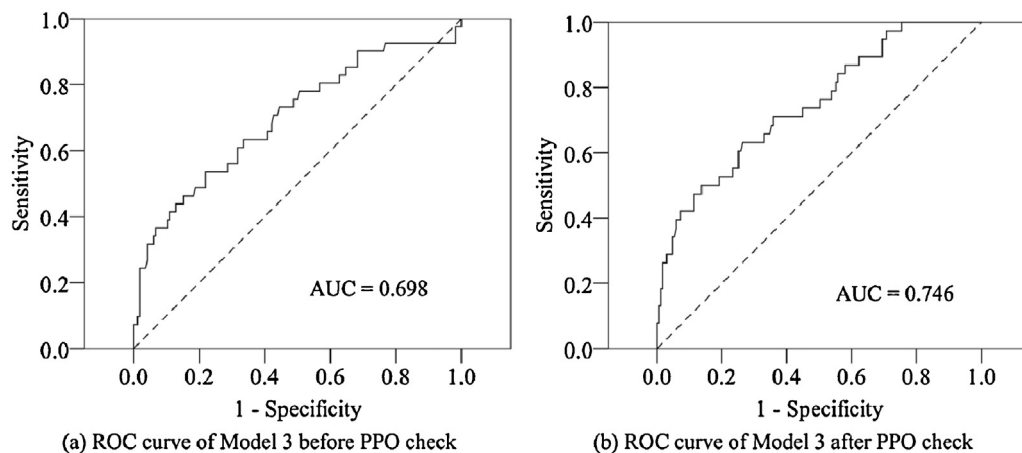 1.0
0.8
0.6
0.4
0.2
0.0
Sensitivity
AUC = 0.698
0.0 0.2 0.4 0.6 0.8 1.0
1 - Specificity
(a) ROC curve of Model 3 before PPO check
1.0
0.8
0.6
0.4
0.2
0.0
Sensitivity
AUC = 0.746
0.0 0.2 0.4 0.6 0.8 1.0
1 - Specificity
(b) ROC curve of Model 3 after PPO check